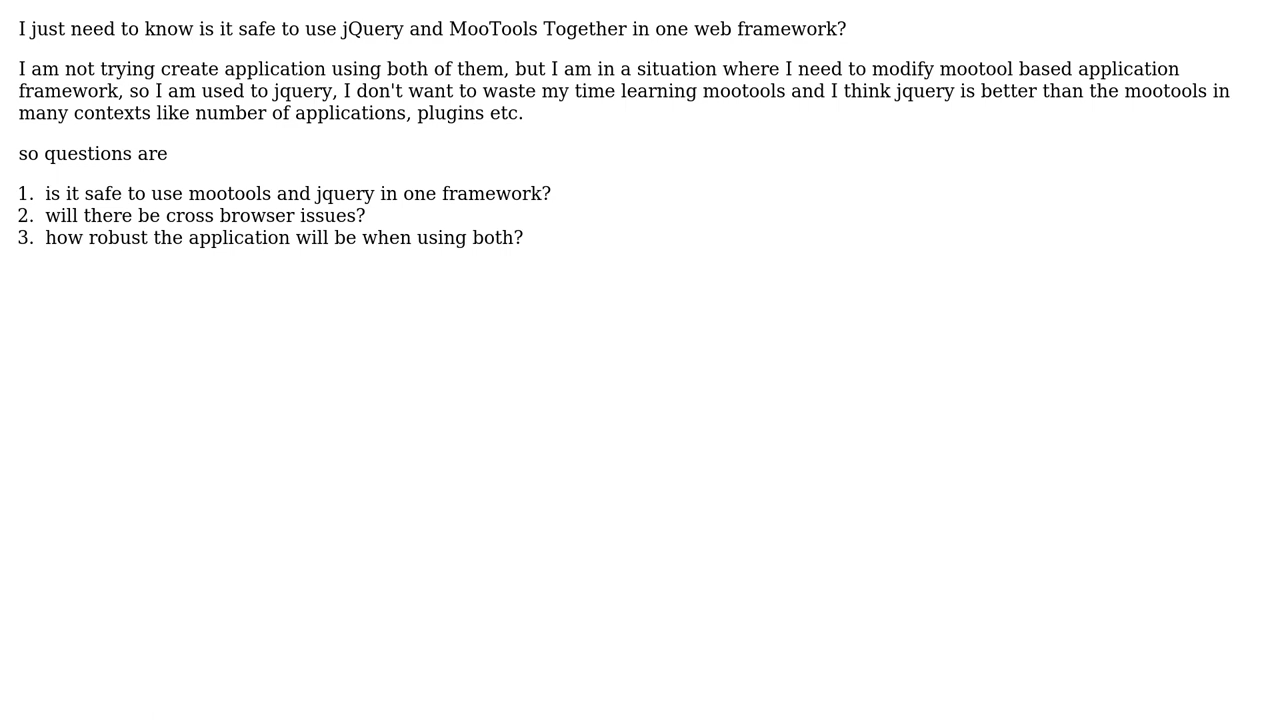 I just need to know is it safe to use jQuery and MooTools Together in one web framework?
I am not trying create application using both of them, but I am in a situation where I need to modify mootool based application
framework, so I am used to jquery, I don't want to waste my time learning mootools and I think jquery is better than the mootools in
many contexts like number of applications, plugins etc.
so questions are
1. is it safe to use mootools and jquery in one framework?
2. will there be cross browser issues?
3. how robust the application will be when using both?